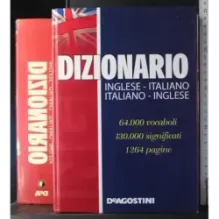 DIZIONARIO
INGLESE - ITALIANO
ITALIANO - INGLESE
64.000 vocaboli
130.000 significati
1264 pagine
DEAGOSTINI
DIZIONARIO